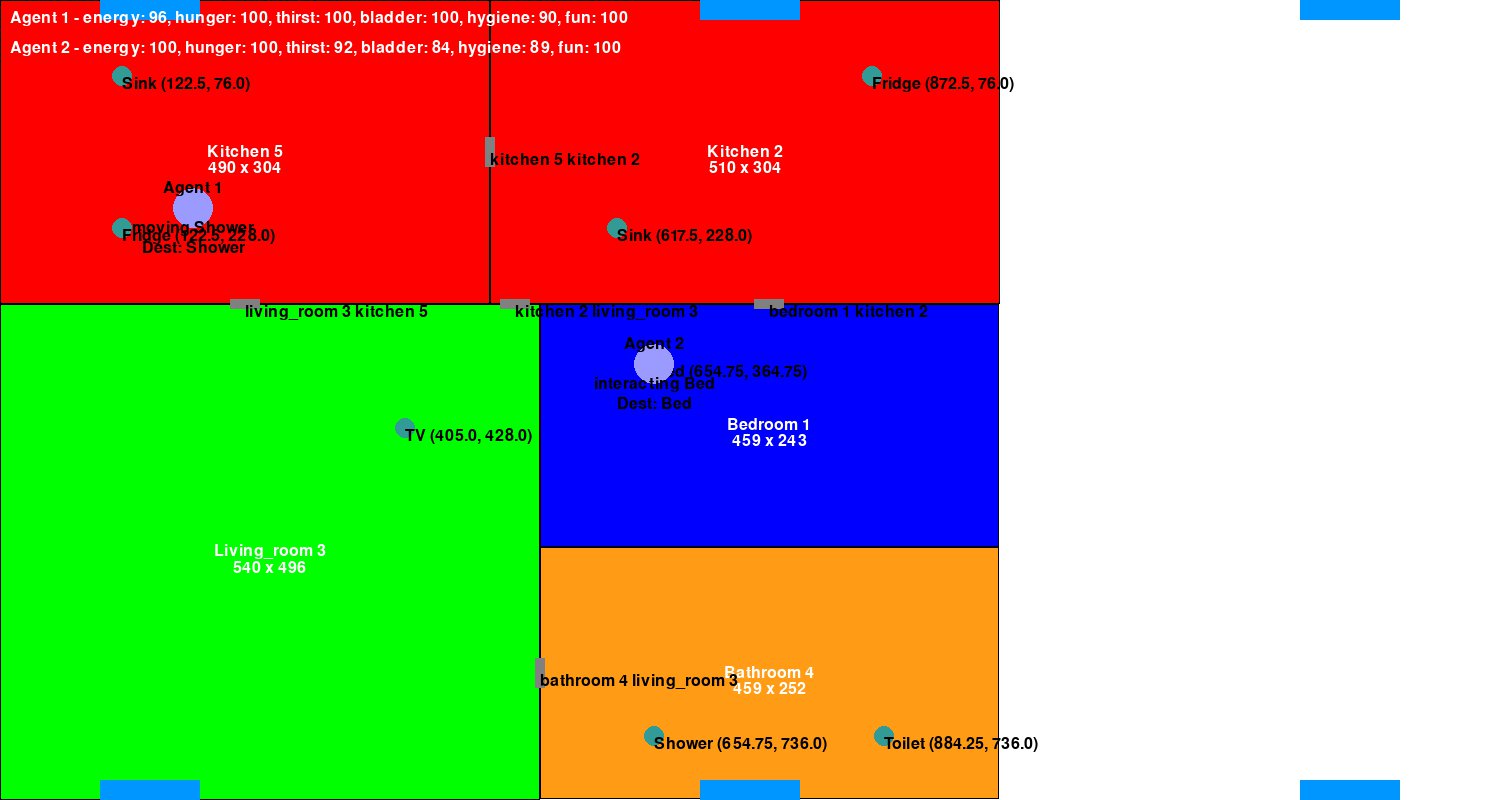 Agent 1 - energy: 96, hunger: 100, thirst: 100, bladder: 100, hygiene: 90, fun: 100
Agent 2 - energy: 100, hunger: 100, thirst: 92, bladder: 84, hygiene: 89, fun: 100
Sink (122.5, 76.0)
Fridge (872.5, 76.0)
Kitchen 5
490 x 304
kitchen 5 kitchen 2
Kitchen 2
510 x 304
Agent 1
moving Shower
Fridge (122.5, 228.0)
Dest: Shower
Sink (617.5, 228.0)
living_room 3 kitchen 5
kitchen 2 living_room 3
bedroom 1 kitchen 2
Agent 2
(654.75, 364.75)
interacting Bed
Dest: Bed
TV (405.0, 428.0)
Bedroom 1
459 x 243
Living_room 3
540 x 496
Bathroom 4
459 x 252
bathroom 4 living_room 3
Shower (654.75, 736.0)
Toilet (884.25, 736.0)